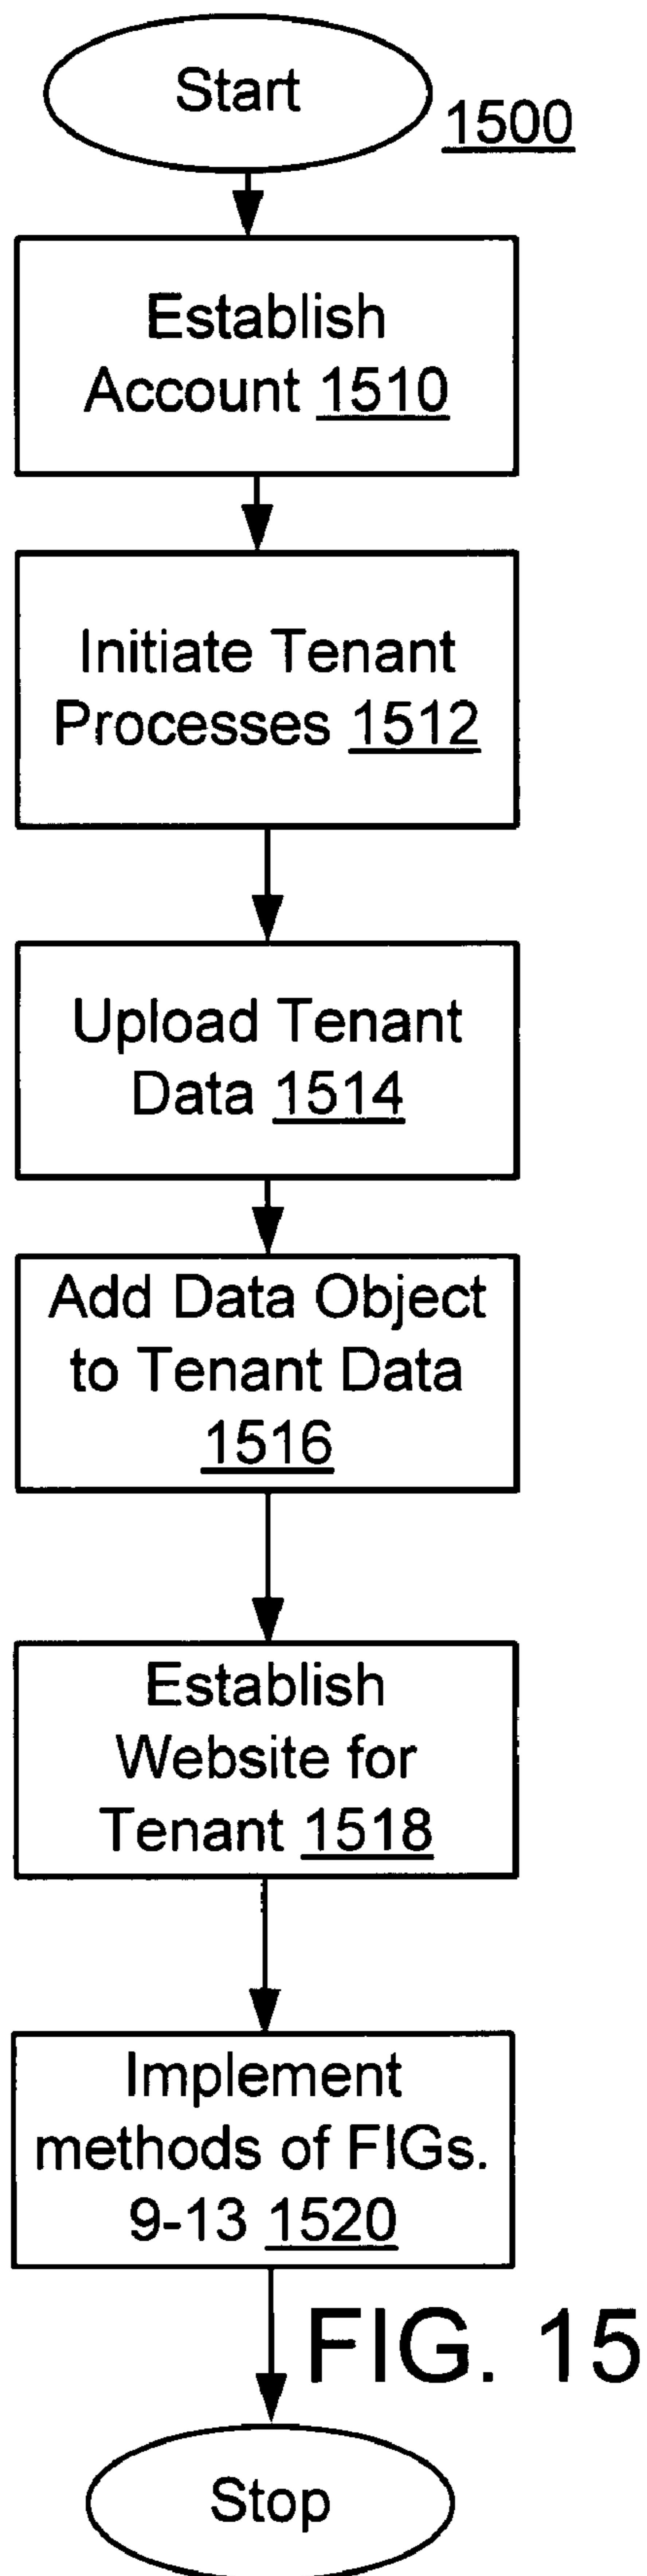 Start
1500
Establish
Account 1510
Initiate Tenant
Processes 1512
Upload Tenant
Data 1514
Add Data Object
to Tenant Data
1516
Establish
Website for
Tenant 1518
Implement
methods of FIGs.
9-13 1520
FIG. 15
Stop